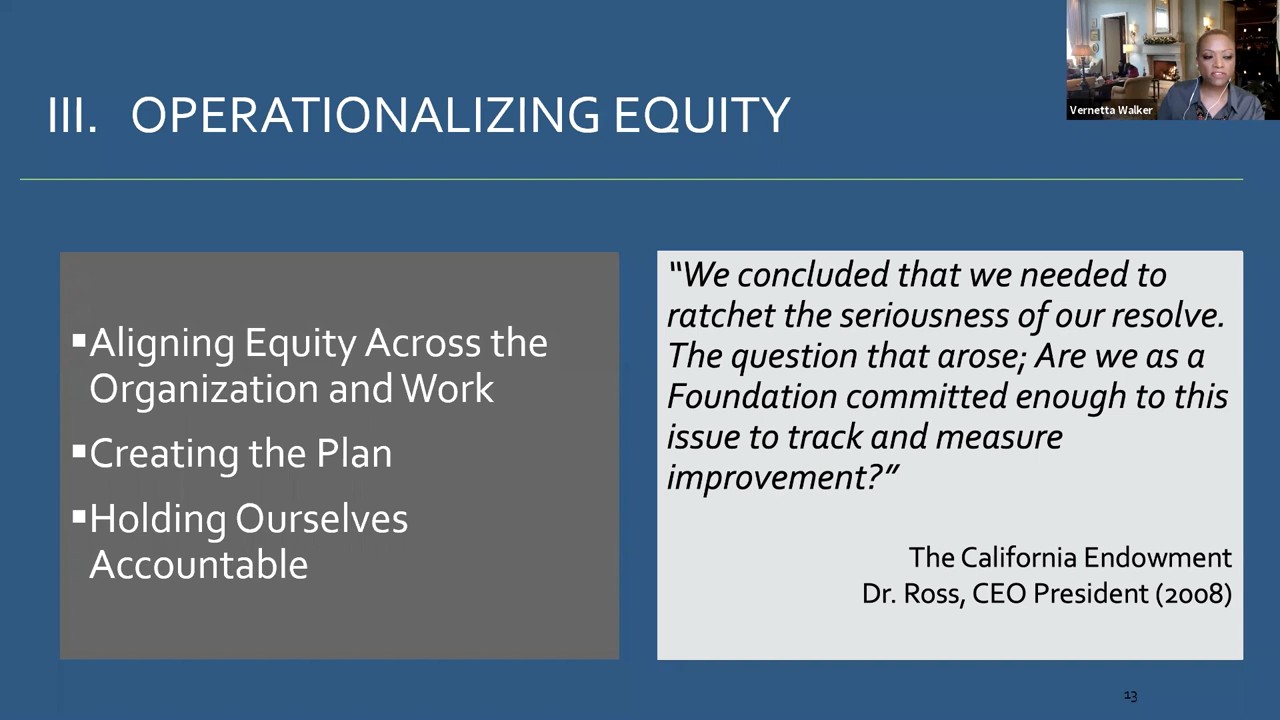 Vernetta Walker
III. OPERATIONALIZING EQUITY
▪Aligning Equity Across the
Organization and Work
▪Creating the Plan
▪Holding Ourselves
Accountable
“We concluded that we needed to
ratchet the seriousness of our resolve.
The question that arose; Are we as a
Foundation committed enough to this
issue to track and measure
improvement?”
The California Endowment
Dr. Ross, CEO President (2008)
13